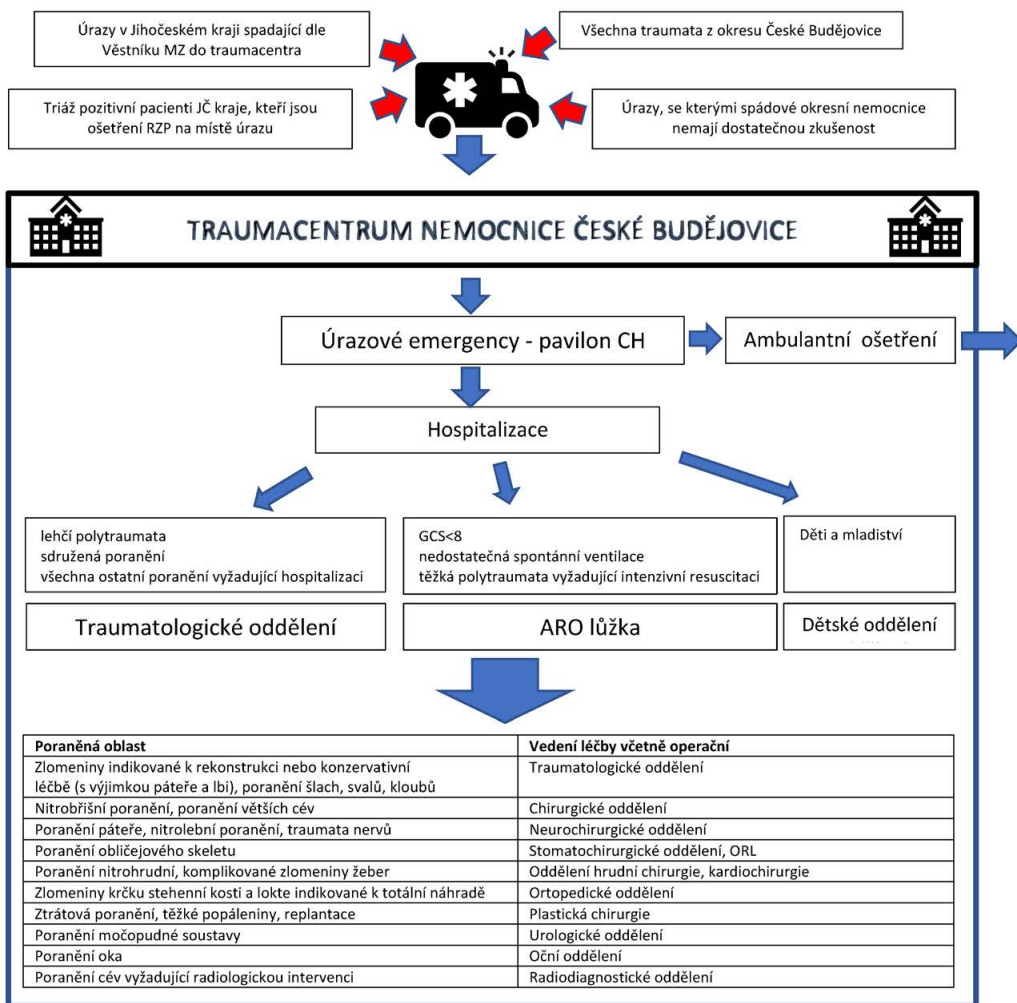 Úrazy v Jihočeském kraji spadající dle
Věstníku MZ do traumacentra
Všechna traumata z okresu České Budějovice
Triáž pozitivní pacienti JČ kraje, kteří jsou
ošetření RZP na místě úrazu
Úrazy, se kterými spádové okresní nemocnice
nemají dostatečnou zkušenost
TRAUMACENTRUM NEMOCNICE ČESKÉ BUDĚJOVICE
Úrazové emergency - pavilon CH
Ambulantní ošetření
Hospitalizace
lehčí polytraumata
sdružená poranění
všechna ostatní poranění vyžadující hospitalizaci
GCS<8
nedostatečná spontánní ventilace
těžká polytraumata vyžadující intenzivní resuscitaci
Děti a mladiství
Traumatologické oddělení
ARO lůžka
Dětské oddělení
Poraněná oblast
Vedení léčby včetně operační
Zlomeniny indikované k rekonstrukci nebo konzervativní
léčbě (s výjimkou páteře a lbi), poranění šlach, svalů, kloubů
Traumatologické oddělení
Nitrobřišní poranění, poranění větších cév
Chirurgické oddělení
Poranění páteře, nitrolební poranění, traumata nervů
Neurochirurgické oddělení
Poranění obličejového skeletu
Stomatochirurgické oddělení, ORL
Poranění nitrohrudní, komplikované zlomeniny žeber
Oddělení hrudní chirurgie, kardiochirurgie
Zlomeniny krčku stehenní kosti a lokte indikované k totální náhradě
Ortopedické oddělení
Ztrátová poranění, těžké popáleniny, replantace
Plastická chirurgie
Poranění močopudné soustavy
Urologické oddělení
Poranění oka
Oční oddělení
Poranění cév vyžadující radiologickou intervenci
Radiodiagnostické oddělení